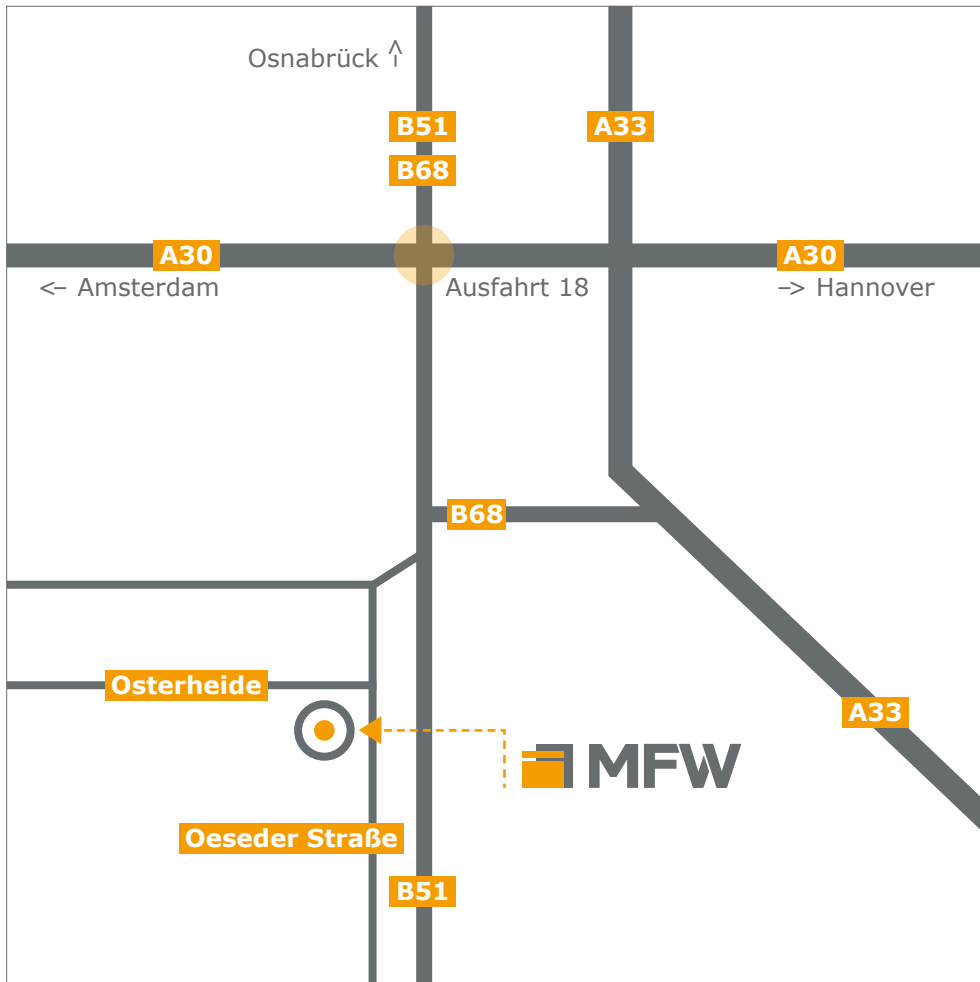 Osnabrück ↑
B51
A33
B68
A30
A30
<- Amsterdam
Ausfahrt 18
-> Hannover
B68
Osterheide
A33
MFW
Oeseder Straße
B51